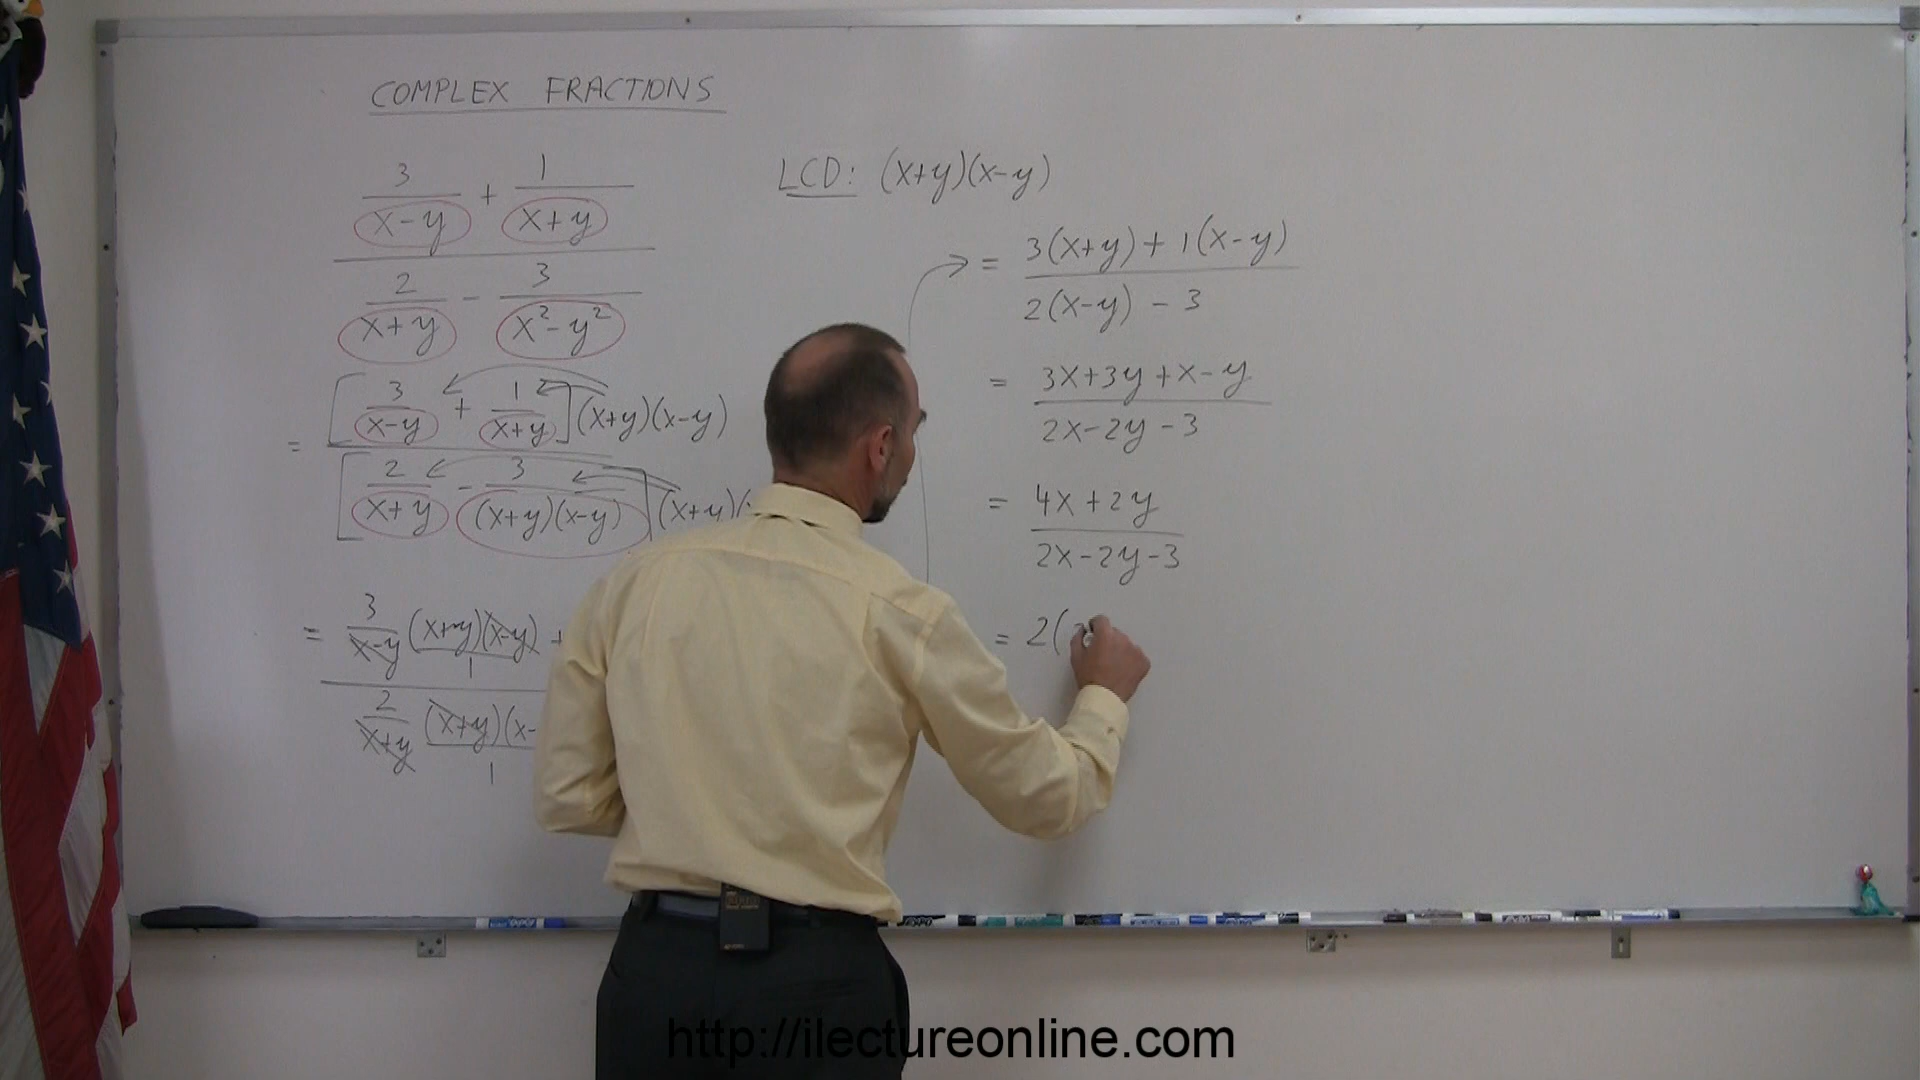 COMPLEX FRACTIONS
3 1
x-y + x+y
2 3
x+y - x²-y²
= [ 3 + 1 ] (x+y)(x-y)
x-y x+y
[ 2 - 3 ] (x+y)(
x+y (x+y)(x-y)
= 3 (x+y)(x-y) +
x-y 1
2 (x+y)(x-
x+y 1
LCD: (x+y)(x-y)
= 3(x+y) + 1(x-y)
2(x-y) - 3
= 3x+3y+x-y
2x-2y-3
= 4x+2y
2x-2y-3
= 2(
http://ilectureonline.com